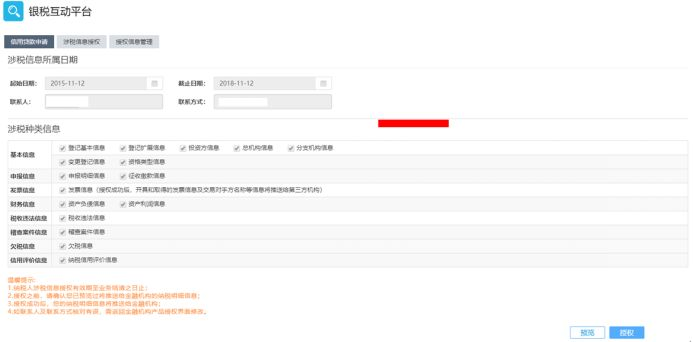 银税互动平台
信用贷款申请 涉税信息授权 授权信息管理
涉税信息所属日期
起始日期: 2015-11-12 截止日期: 2018-11-12
联系人: 联系方式:
涉税种类信息
基本信息 登记基本信息 登记扩展信息 投资方信息 总机构信息 分支机构信息
变更登记信息 资格类型信息
申报信息 申报明细信息 征收缴款信息
发票信息 发票信息（授权成功后，开具和取得的发票信息及交易对手方名称等信息将推送给第三方机构）
财务信息 资产负债信息 资产利润信息
税收违法信息 税收违法信息
稽查案件信息 稽查案件信息
欠税信息 欠税信息
信用评价信息 纳税信用评价信息
温馨提示:
1.纳税人涉税信息授权有效期至业务结清之日止;
2.授权之前，请确认您已预览过将推送给金融机构的纳税明细信息;
3.授权成功后，您的纳税明细信息将推送给金融机构;
4.如联系人及联系方式核对有误，需返回金融机构产品授权界面修改。
预览 授权